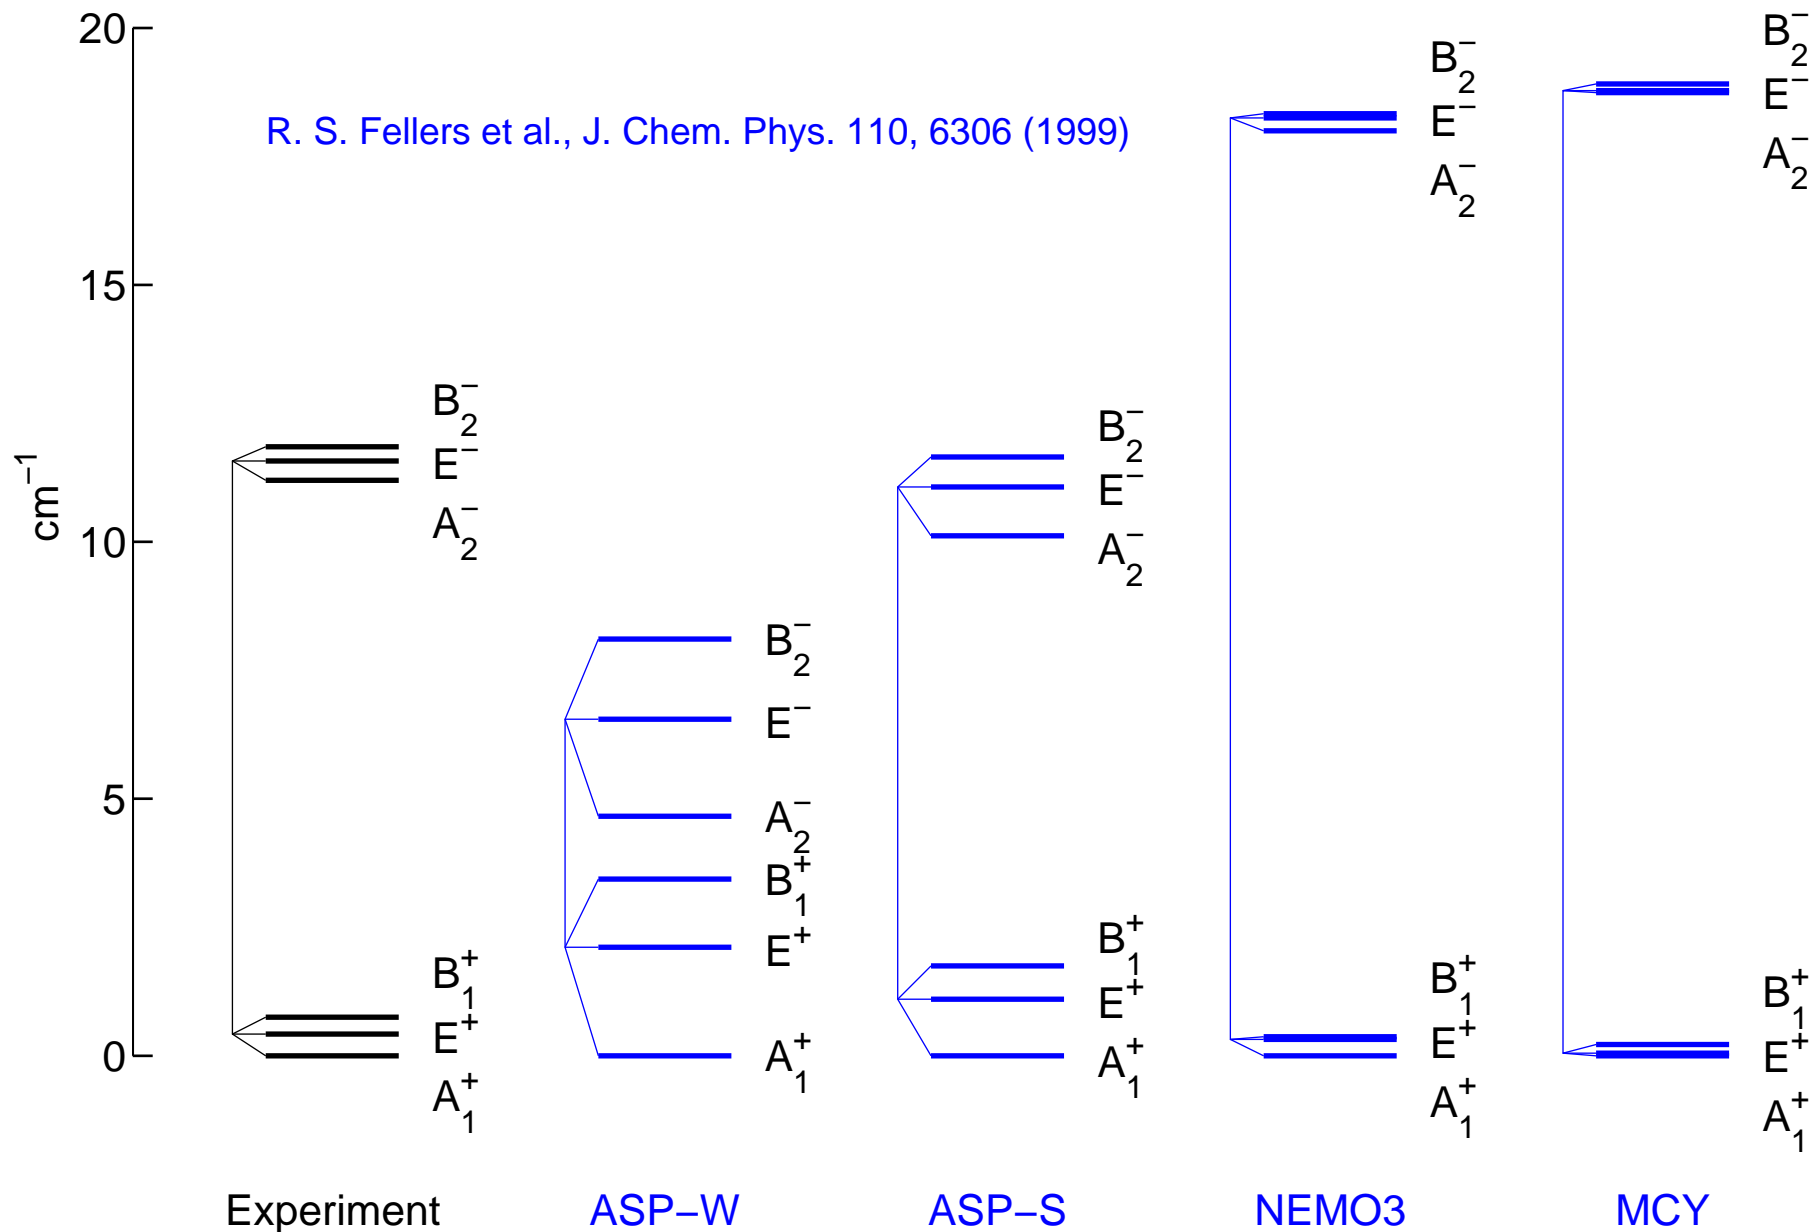 20
15
10
5
0
cm⁻¹
R. S. Fellers et al., J. Chem. Phys. 110, 6306 (1999)
B₂⁻
E⁻
A₂⁻
B₁⁺
E⁺
A₁⁺
Experiment
B₂⁻
E⁻
A₂⁻
B₁⁺
E⁺
A₁⁺
ASP−W
B₂⁻
E⁻
A₂⁻
B₁⁺
E⁺
A₁⁺
ASP−S
B₂⁻
E⁻
A₂⁻
B₁⁺
E⁺
A₁⁺
NEMO3
B₂⁻
E⁻
A₂⁻
B₁⁺
E⁺
A₁⁺
MCY